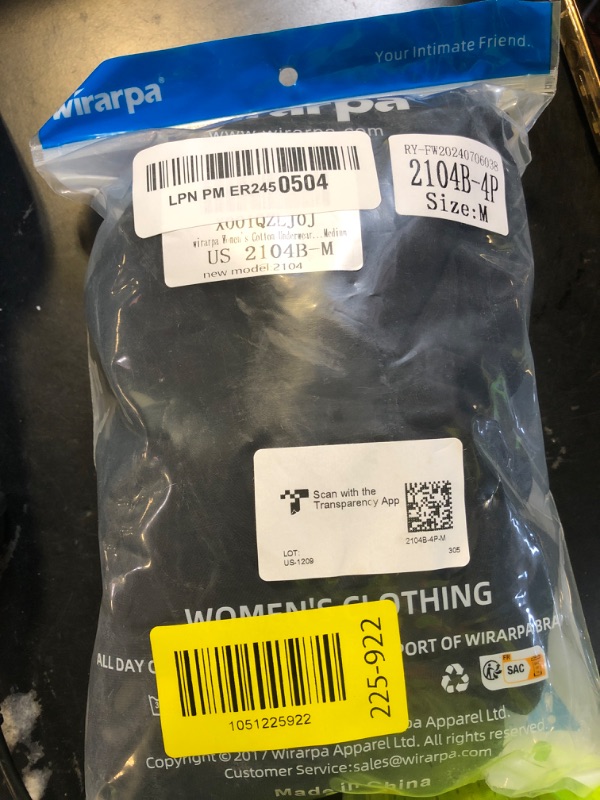 Your Intimate Friend.
wirarpa®
wirarpa
www.wirarpa.com
LPN PM ER2450504
RY-FW20240706038
2104B-4P
Size:M
wirarpa Women's Cotton Underwear... Medium
US 2104B-M
new model 2104
Scan with the
Transparency App
2104B-4P-M
LOT:
US-1209
305
WOMEN'S CLOTHING
ALL DAY
PORT OF WIRARPA
FR
SAC
225-922
1051225922
Apparel Ltd.
Copyright © 2017 Wirarpa Apparel Ltd. All rights reserved.
Customer Service:sales@wirarpa.com
Made in China